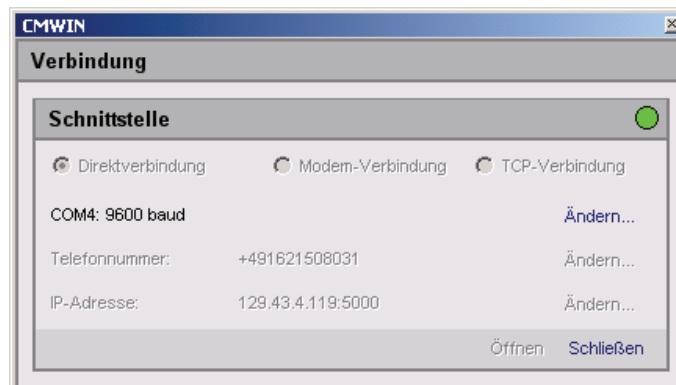 CMWIN
Verbindung
Schnittstelle
Direktverbindung Modem-Verbindung TCP-Verbindung
COM4: 9600 baud Ändern...
Telefonnummer: +491621508031 Ändern...
IP-Adresse: 129.43.4.119:5000 Ändern...
Öffnen Schließen